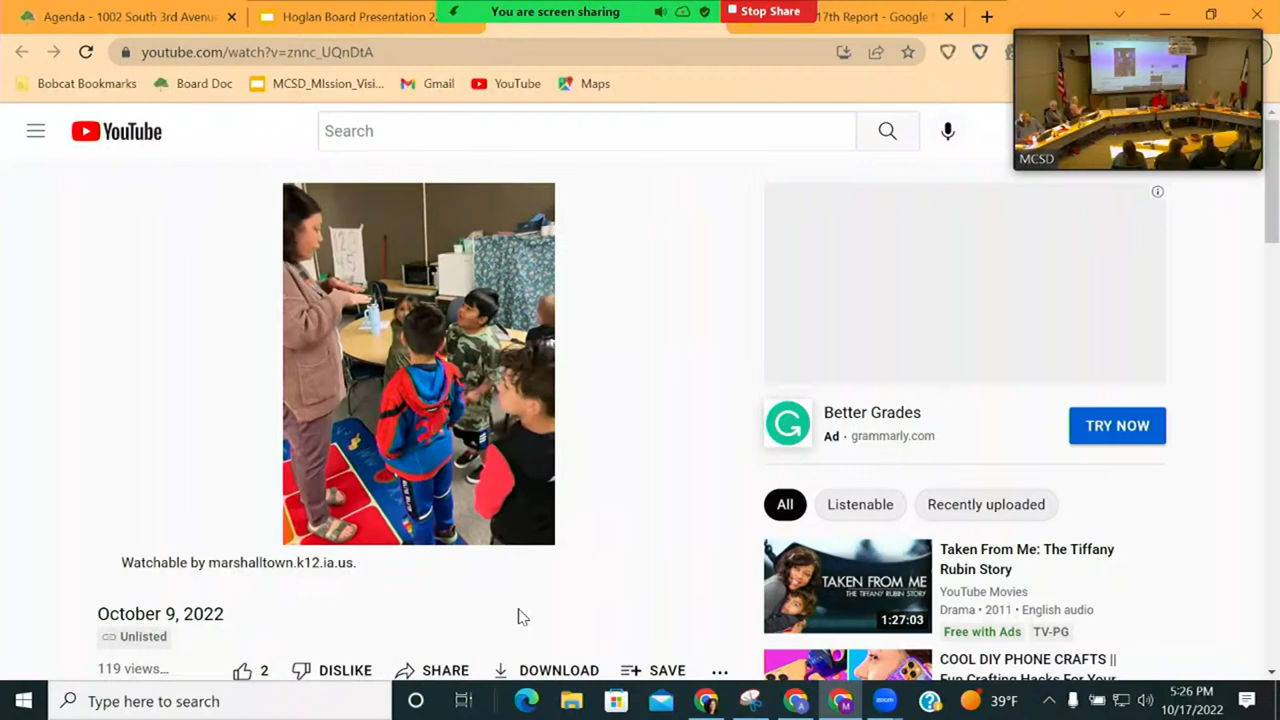 Agenda - 1002 South 3rd Avenu
Hoglan Board Presentation 2
You are screen sharing
Stop Share
17th Report - Google
youtube.com/watch?v=znnc_UQnDtA
Bobcat Bookmarks
Board Doc
MCSD_MIssion_Visi...
Gmail
YouTube
Maps
MCSD
YouTube
Search
Better Grades
Ad · grammarly.com
TRY NOW
All
Listenable
Recently uploaded
Watchable by marshalltown.k12.ia.us.
October 9, 2022
Unlisted
119 views...
2
DISLIKE
SHARE
DOWNLOAD
SAVE
TAKEN FROM ME
THE TIFFANY RUBIN STORY
1:27:03
Taken From Me: The Tiffany
Rubin Story
YouTube Movies
Drama • 2011 • English audio
Free with Ads
TV-PG
COOL DIY PHONE CRAFTS ||
Fun Crafting Hacks For Your
Type here to search
39°F
5:26 PM
10/17/2022